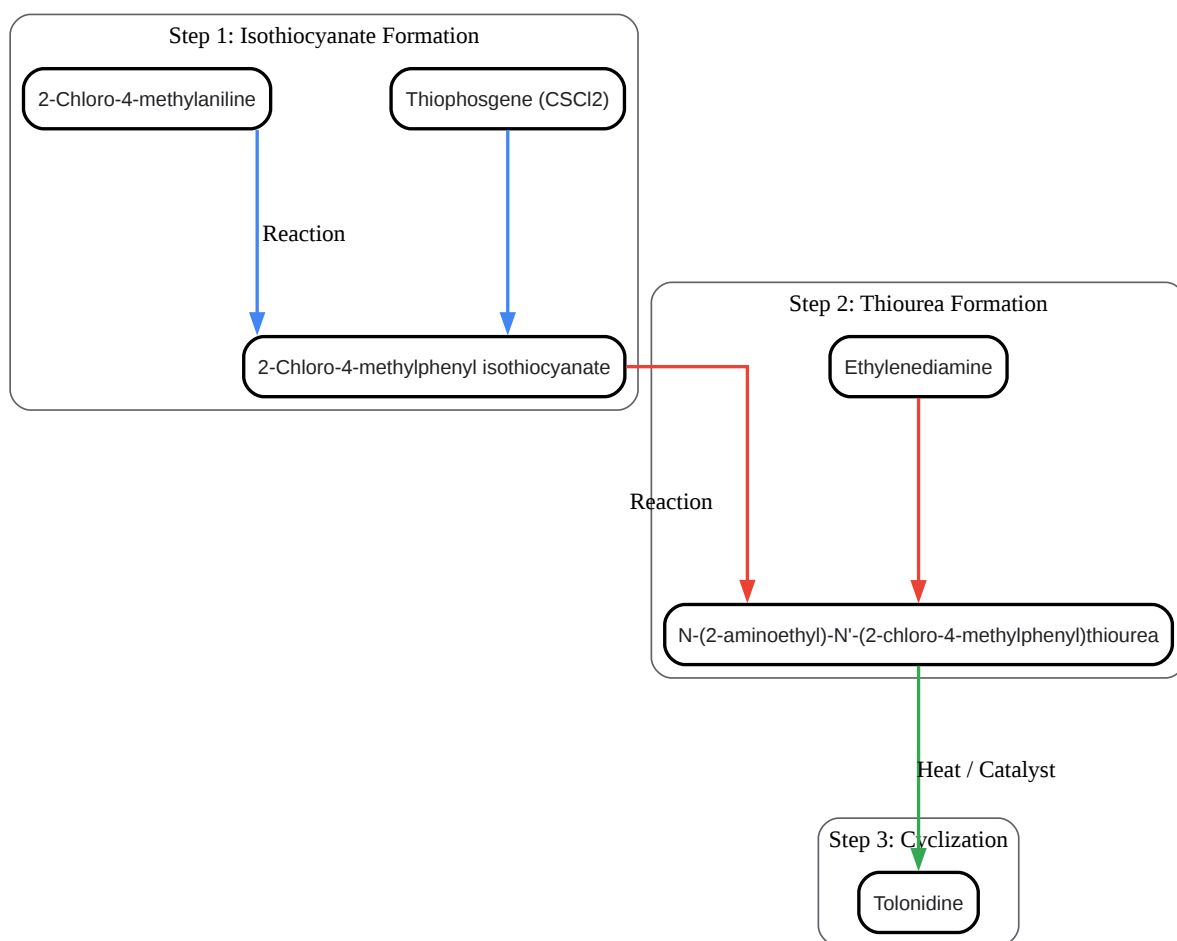 Step 1: Isothiocyanate Formation
2-Chloro-4-methylaniline
Thiophosgene (CSCl2)
Reaction
2-Chloro-4-methylphenyl isothiocyanate
Step 2: Thiourea Formation
Ethylenediamine
Reaction
N-(2-aminoethyl)-N'-(2-chloro-4-methylphenyl)thiourea
Heat / Catalyst
Step 3: Cyclization
Tolonidine